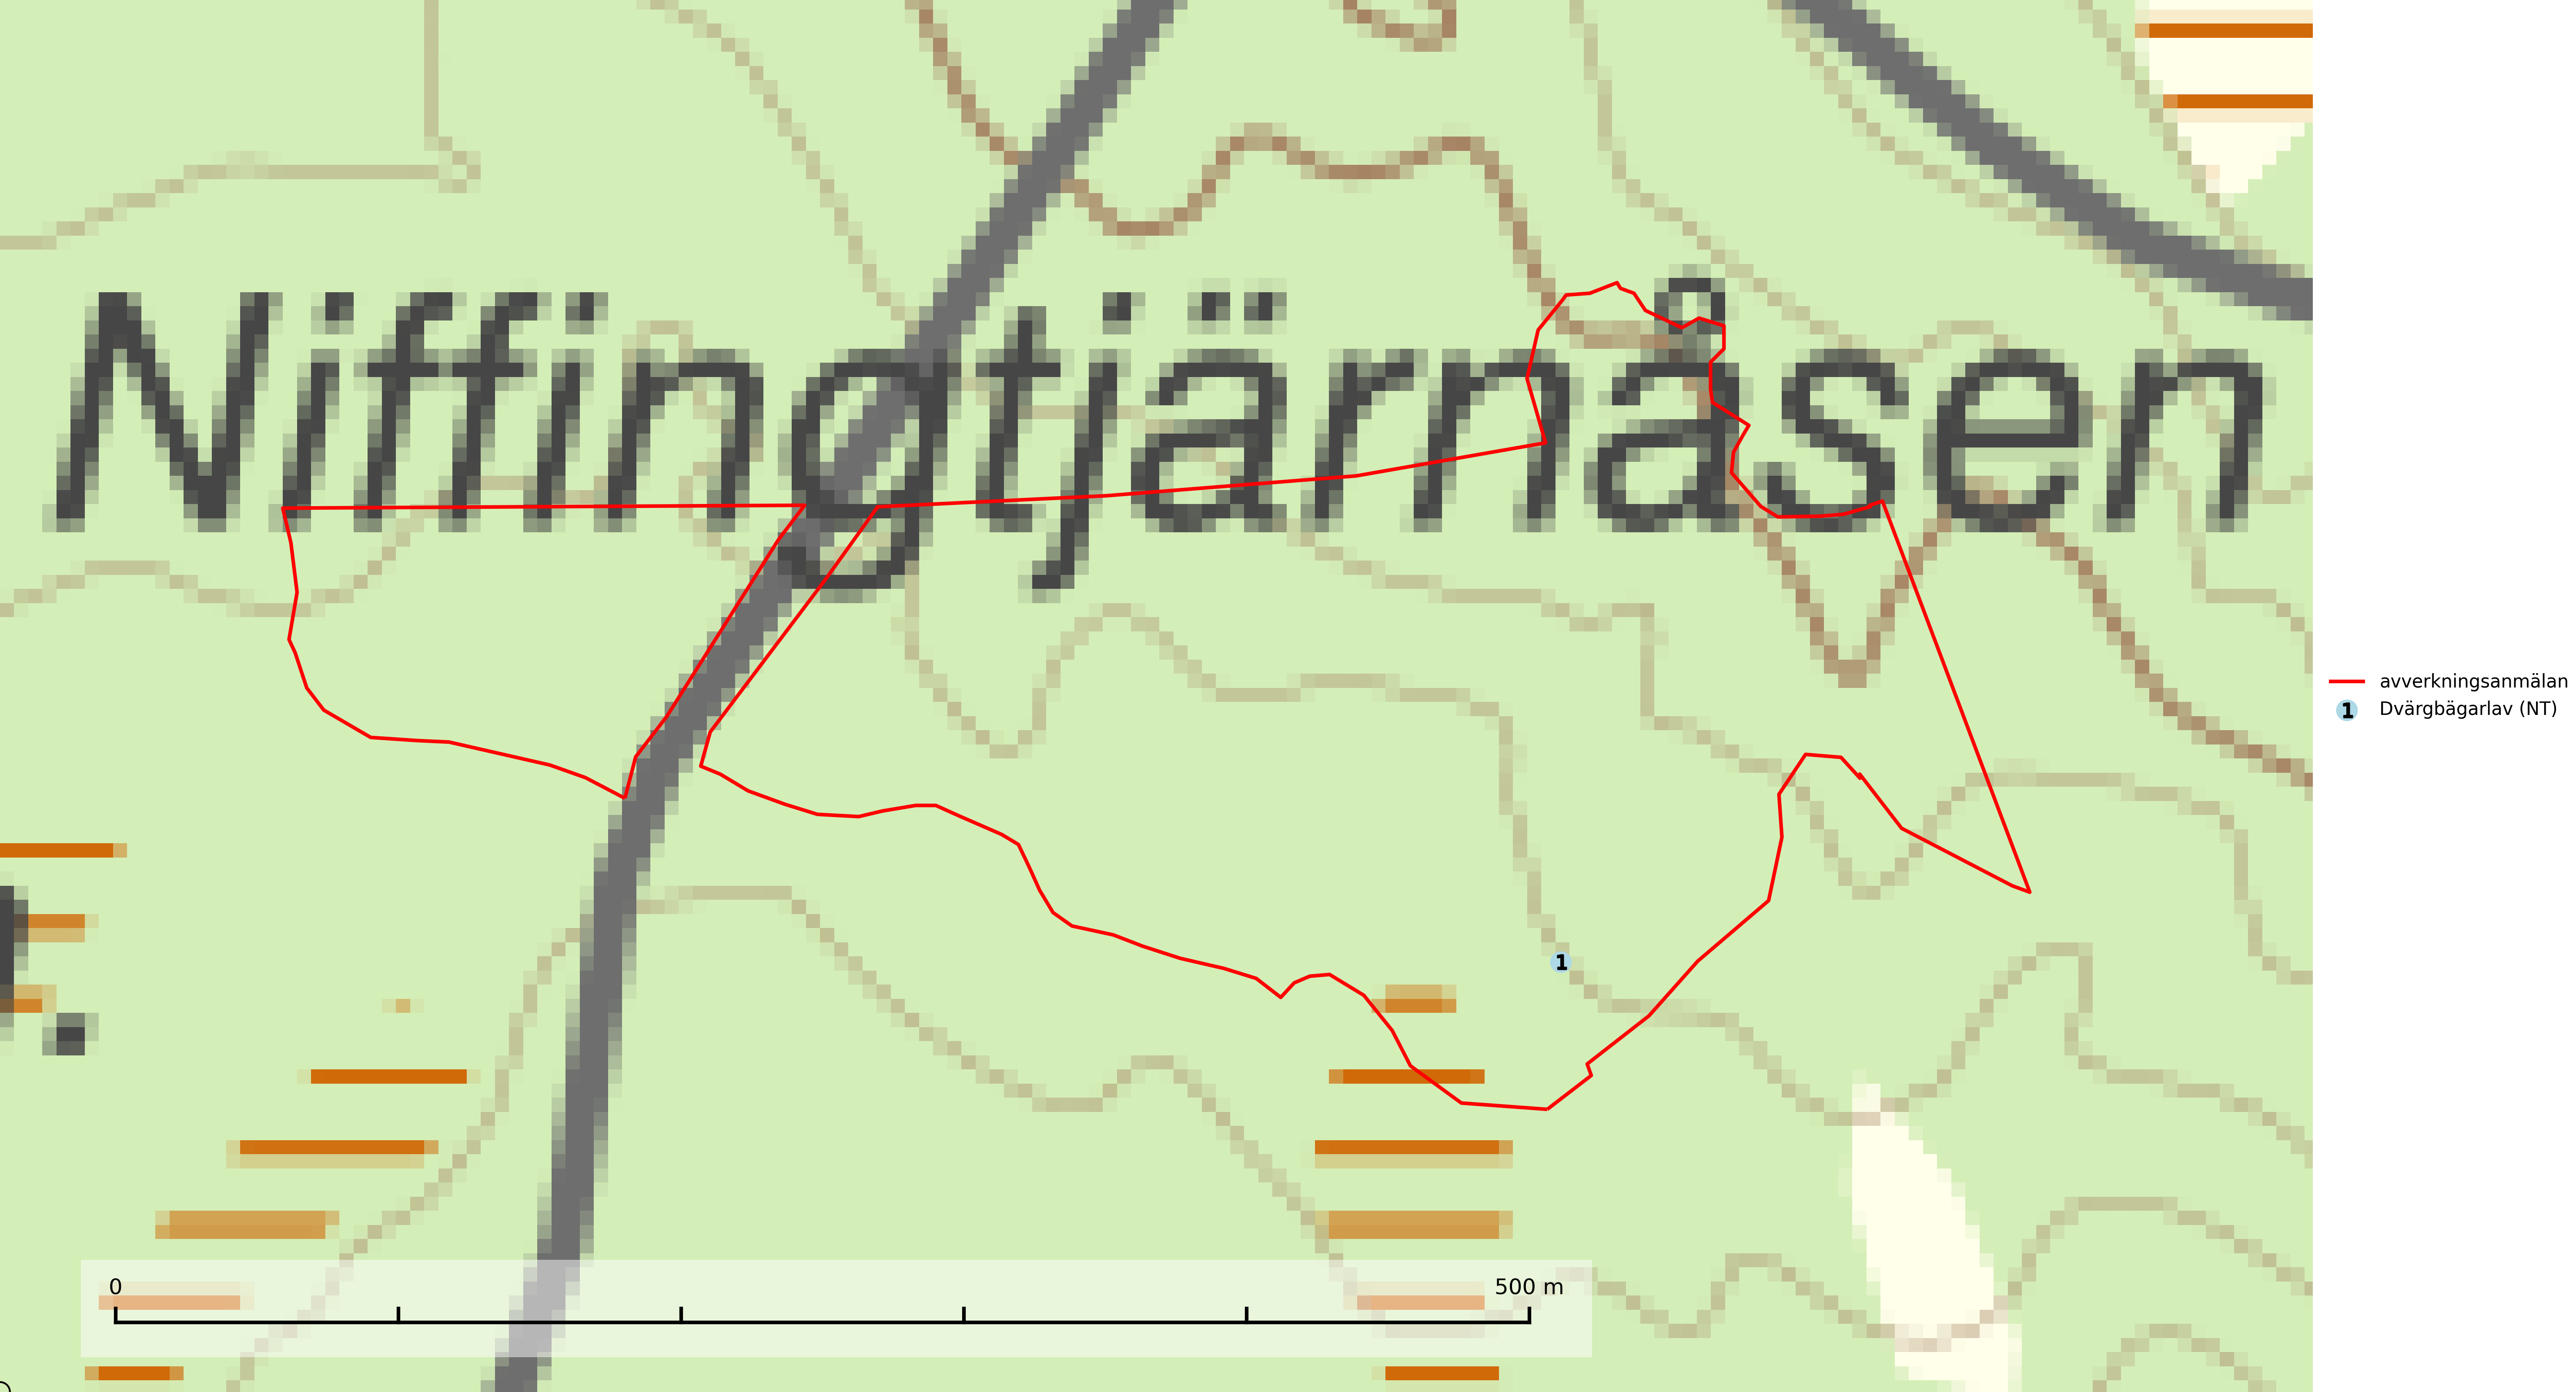 Niffingtjärnåsen
avverkningsanmälan
1 Dvärgbägarlav (NT)
1
0 500 m